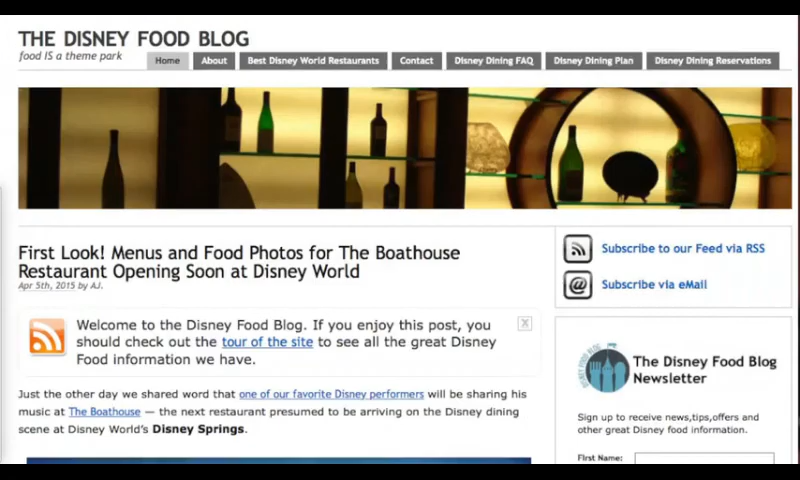 THE DISNEY FOOD BLOG
food IS a theme park
Home About Best Disney World Restaurants Contact Disney Dining FAQ Disney Dining Plan Disney Dining Reservations
First Look! Menus and Food Photos for The Boathouse
Restaurant Opening Soon at Disney World
Apr 5th, 2015 by AJ.
Welcome to the Disney Food Blog. If you enjoy this post, you
should check out the tour of the site to see all the great Disney
Food information we have.
X
Just the other day we shared word that one of our favorite Disney performers will be sharing his
music at The Boathouse — the next restaurant presumed to be arriving on the Disney dining
scene at Disney World's Disney Springs.
Subscribe to our Feed via RSS
@
Subscribe via eMail
DISNEY FOOD BLOG
The Disney Food Blog
Newsletter
Sign up to receive news,tips,offers and
other great Disney food information.
First Name: